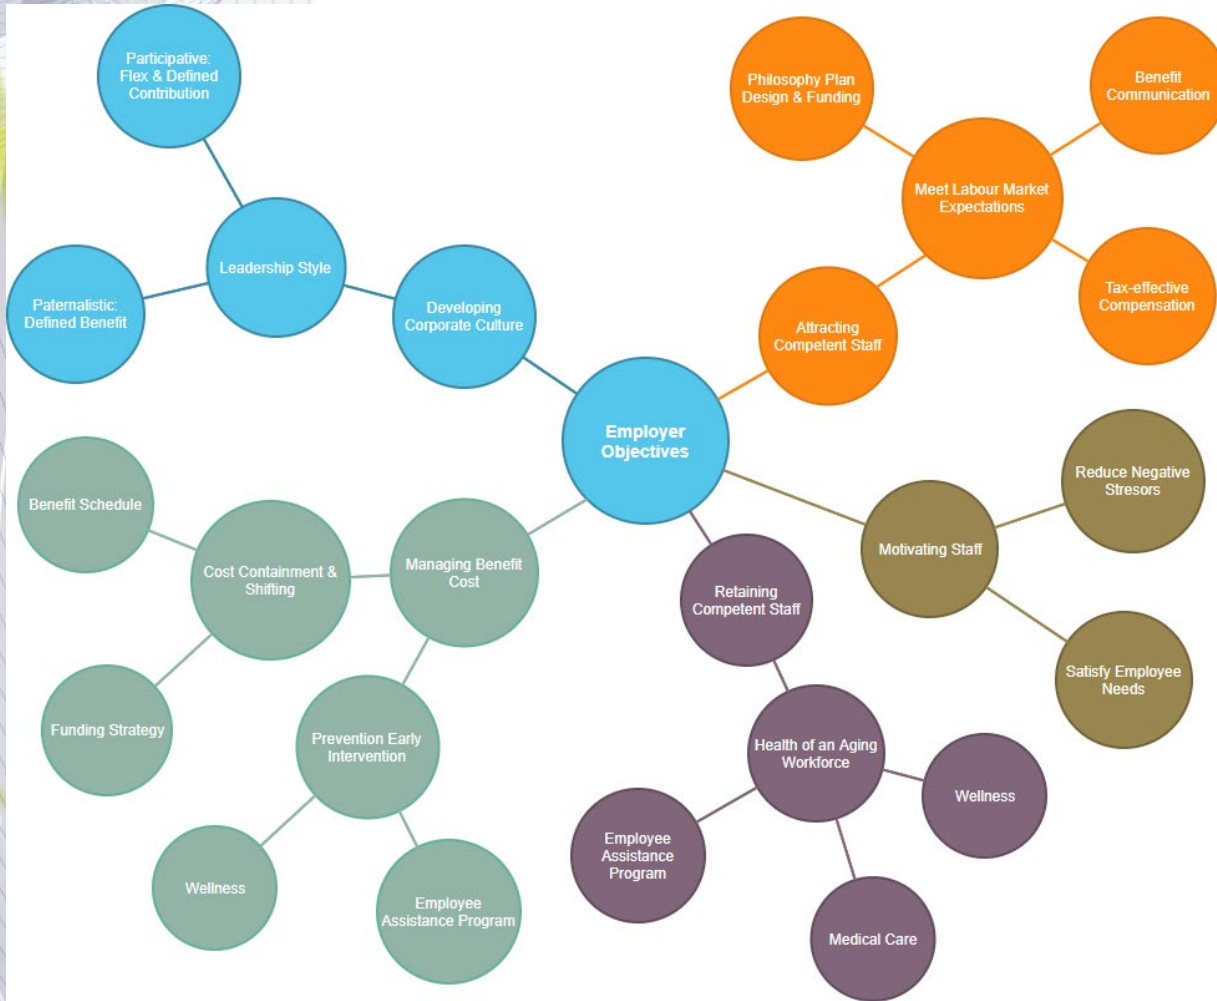 Participative:
Flex & Defined
Contribution
Philosophy Plan
Design & Funding
Benefit
Communication
Meet Labour Market
Expectations
Leadership Style
Paternalistic:
Defined Benefit
Developing
Corporate Culture
Tax-effective
Compensation
Attracting
Competent Staff
Employer
Objectives
Reduce Negative
Stresors
Benefit Schedule
Cost Containment &
Shifting
Managing Benefit
Cost
Motivating Staff
Retaining
Competent Staff
Satisfy Employee
Needs
Funding Strategy
Prevention Early
Intervention
Health of an Aging
Workforce
Wellness
Employee
Assistance
Program
Wellness
Employee
Assistance Program
Medical Care